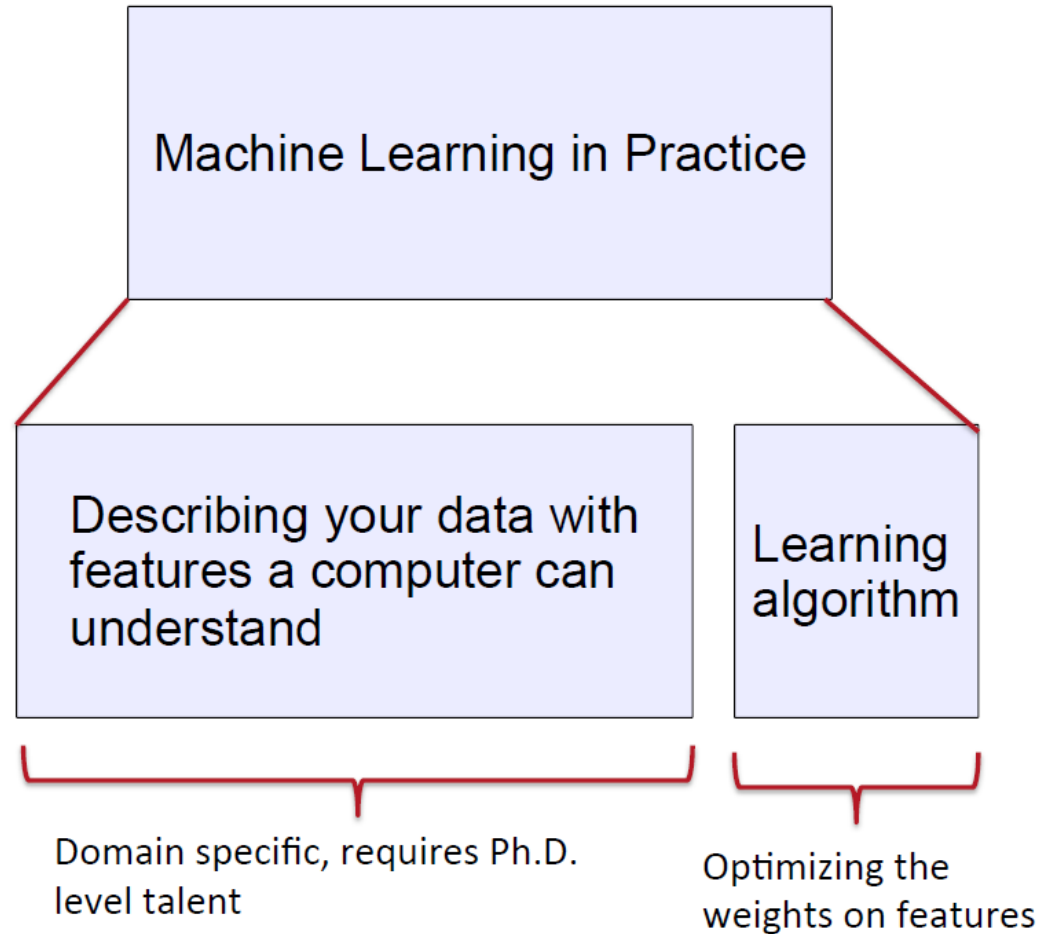 Machine Learning in Practice
Describing your data with
features a computer can
understand
Learning
algorithm
Domain specific, requires Ph.D.
level talent
Optimizing the
weights on features